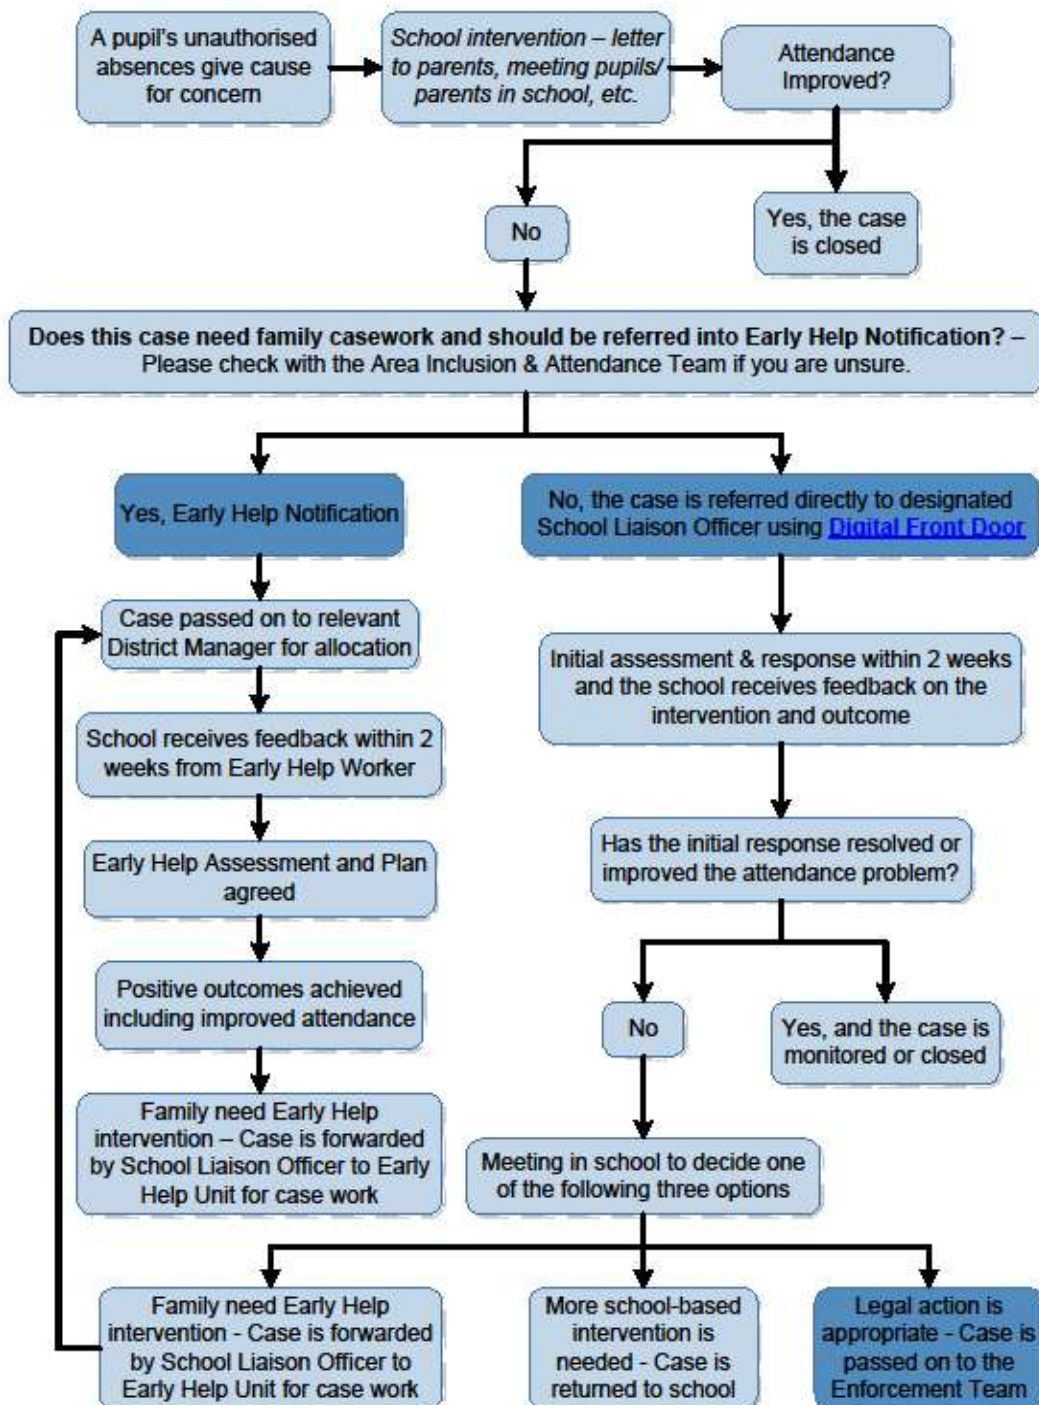 A pupil's unauthorised
absences give cause
for concern
School intervention – letter
to parents, meeting pupils/
parents in school, etc.
Attendance
Improved?
No
Yes, the case
is closed
Does this case need family casework and should be referred into Early Help Notification? –
Please check with the Area Inclusion & Attendance Team if you are unsure.
Yes, Early Help Notification
No, the case is referred directly to designated
School Liaison Officer using Digital Front Door
Case passed on to relevant
District Manager for allocation
Initial assessment & response within 2 weeks
and the school receives feedback on the
intervention and outcome
School receives feedback within 2
weeks from Early Help Worker
Has the initial response resolved or
improved the attendance problem?
Early Help Assessment and Plan
agreed
Positive outcomes achieved
including improved attendance
No
Yes, and the case is
monitored or closed
Family need Early Help
intervention – Case is forwarded
by School Liaison Officer to Early
Help Unit for case work
Meeting in school to decide one
of the following three options
Family need Early Help
intervention - Case is forwarded
by School Liaison Officer to
Early Help Unit for case work
More school-based
intervention is
needed - Case is
returned to school
Legal action is
appropriate - Case is
passed on to the
Enforcement Team